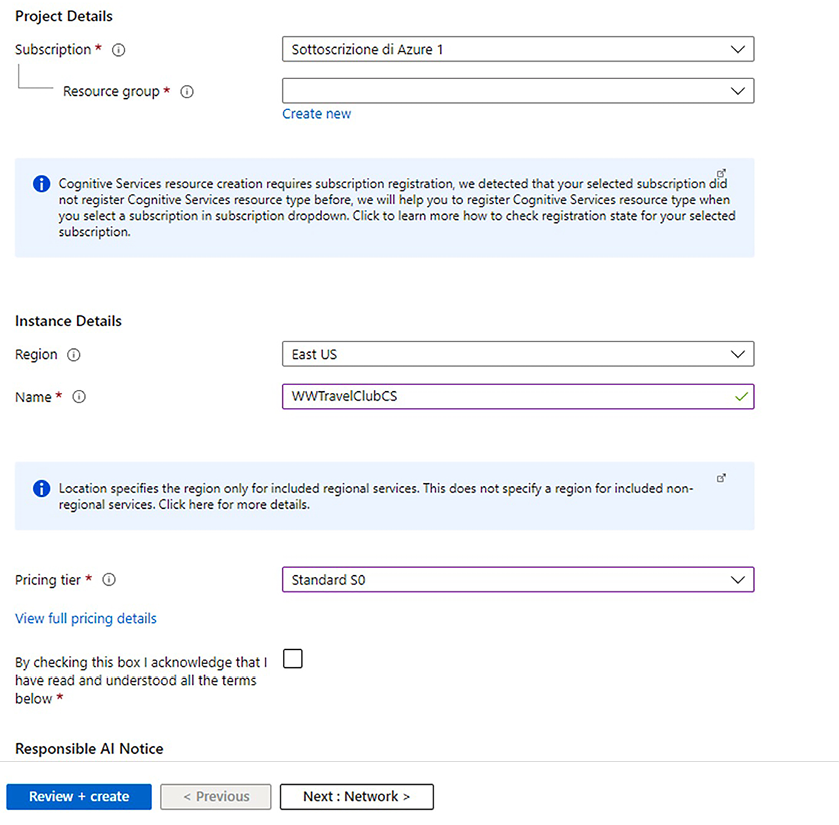 Project Details
Subscription *
Sottoscrizione di Azure 1
Resource group *
Create new
Cognitive Services resource creation requires subscription registration, we detected that your selected subscription did
not register Cognitive Services resource type before, we will help you to register Cognitive Services resource type when
you select a subscription in subscription dropdown. Click to learn more how to check registration state for your selected
subscription.
Instance Details
Region
East US
Name *
WWTravelClubCS
Location specifies the region only for included regional services. This does not specify a region for included non-
regional services. Click here for more details.
Pricing tier *
Standard S0
View full pricing details
By checking this box I acknowledge that I
have read and understood all the terms
below *
Responsible AI Notice
Review + create
< Previous
Next : Network >